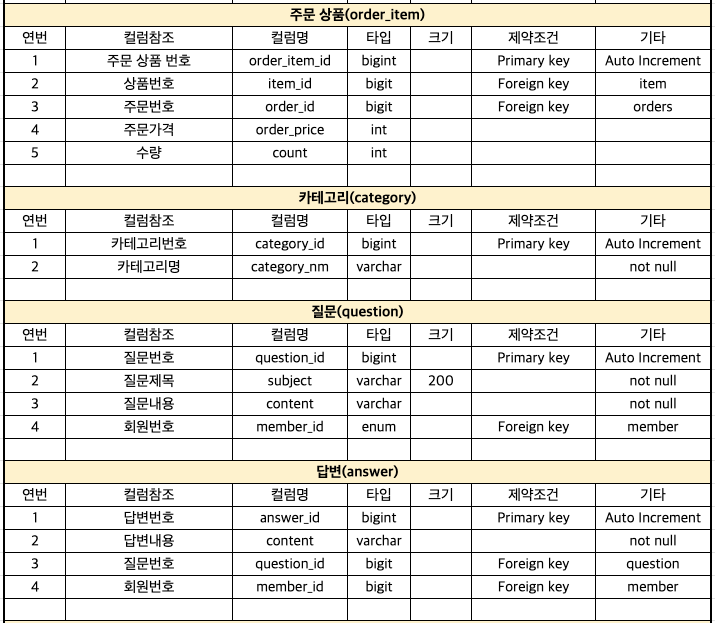 주문 상품(order_item)
연번 컬럼참조 컬럼명 타입 크기 제약조건 기타
1 주문 상품 번호 order_item_id bigint Primary key Auto Increment
2 상품번호 item_id bigit Foreign key item
3 주문번호 order_id bigit Foreign key orders
4 주문가격 order_price int
5 수량 count int
카테고리(category)
연번 컬럼참조 컬럼명 타입 크기 제약조건 기타
1 카테고리번호 category_id bigint Primary key Auto Increment
2 카테고리명 category_nm varchar not null
질문(question)
연번 컬럼참조 컬럼명 타입 크기 제약조건 기타
1 질문번호 question_id bigint Primary key Auto Increment
2 질문제목 subject varchar 200 not null
3 질문내용 content varchar not null
4 회원번호 member_id enum Foreign key member
답변(answer)
연번 컬럼참조 컬럼명 타입 크기 제약조건 기타
1 답변번호 answer_id bigint Primary key Auto Increment
2 답변내용 content varchar not null
3 질문번호 question_id bigit Foreign key question
4 회원번호 member_id bigit Foreign key member